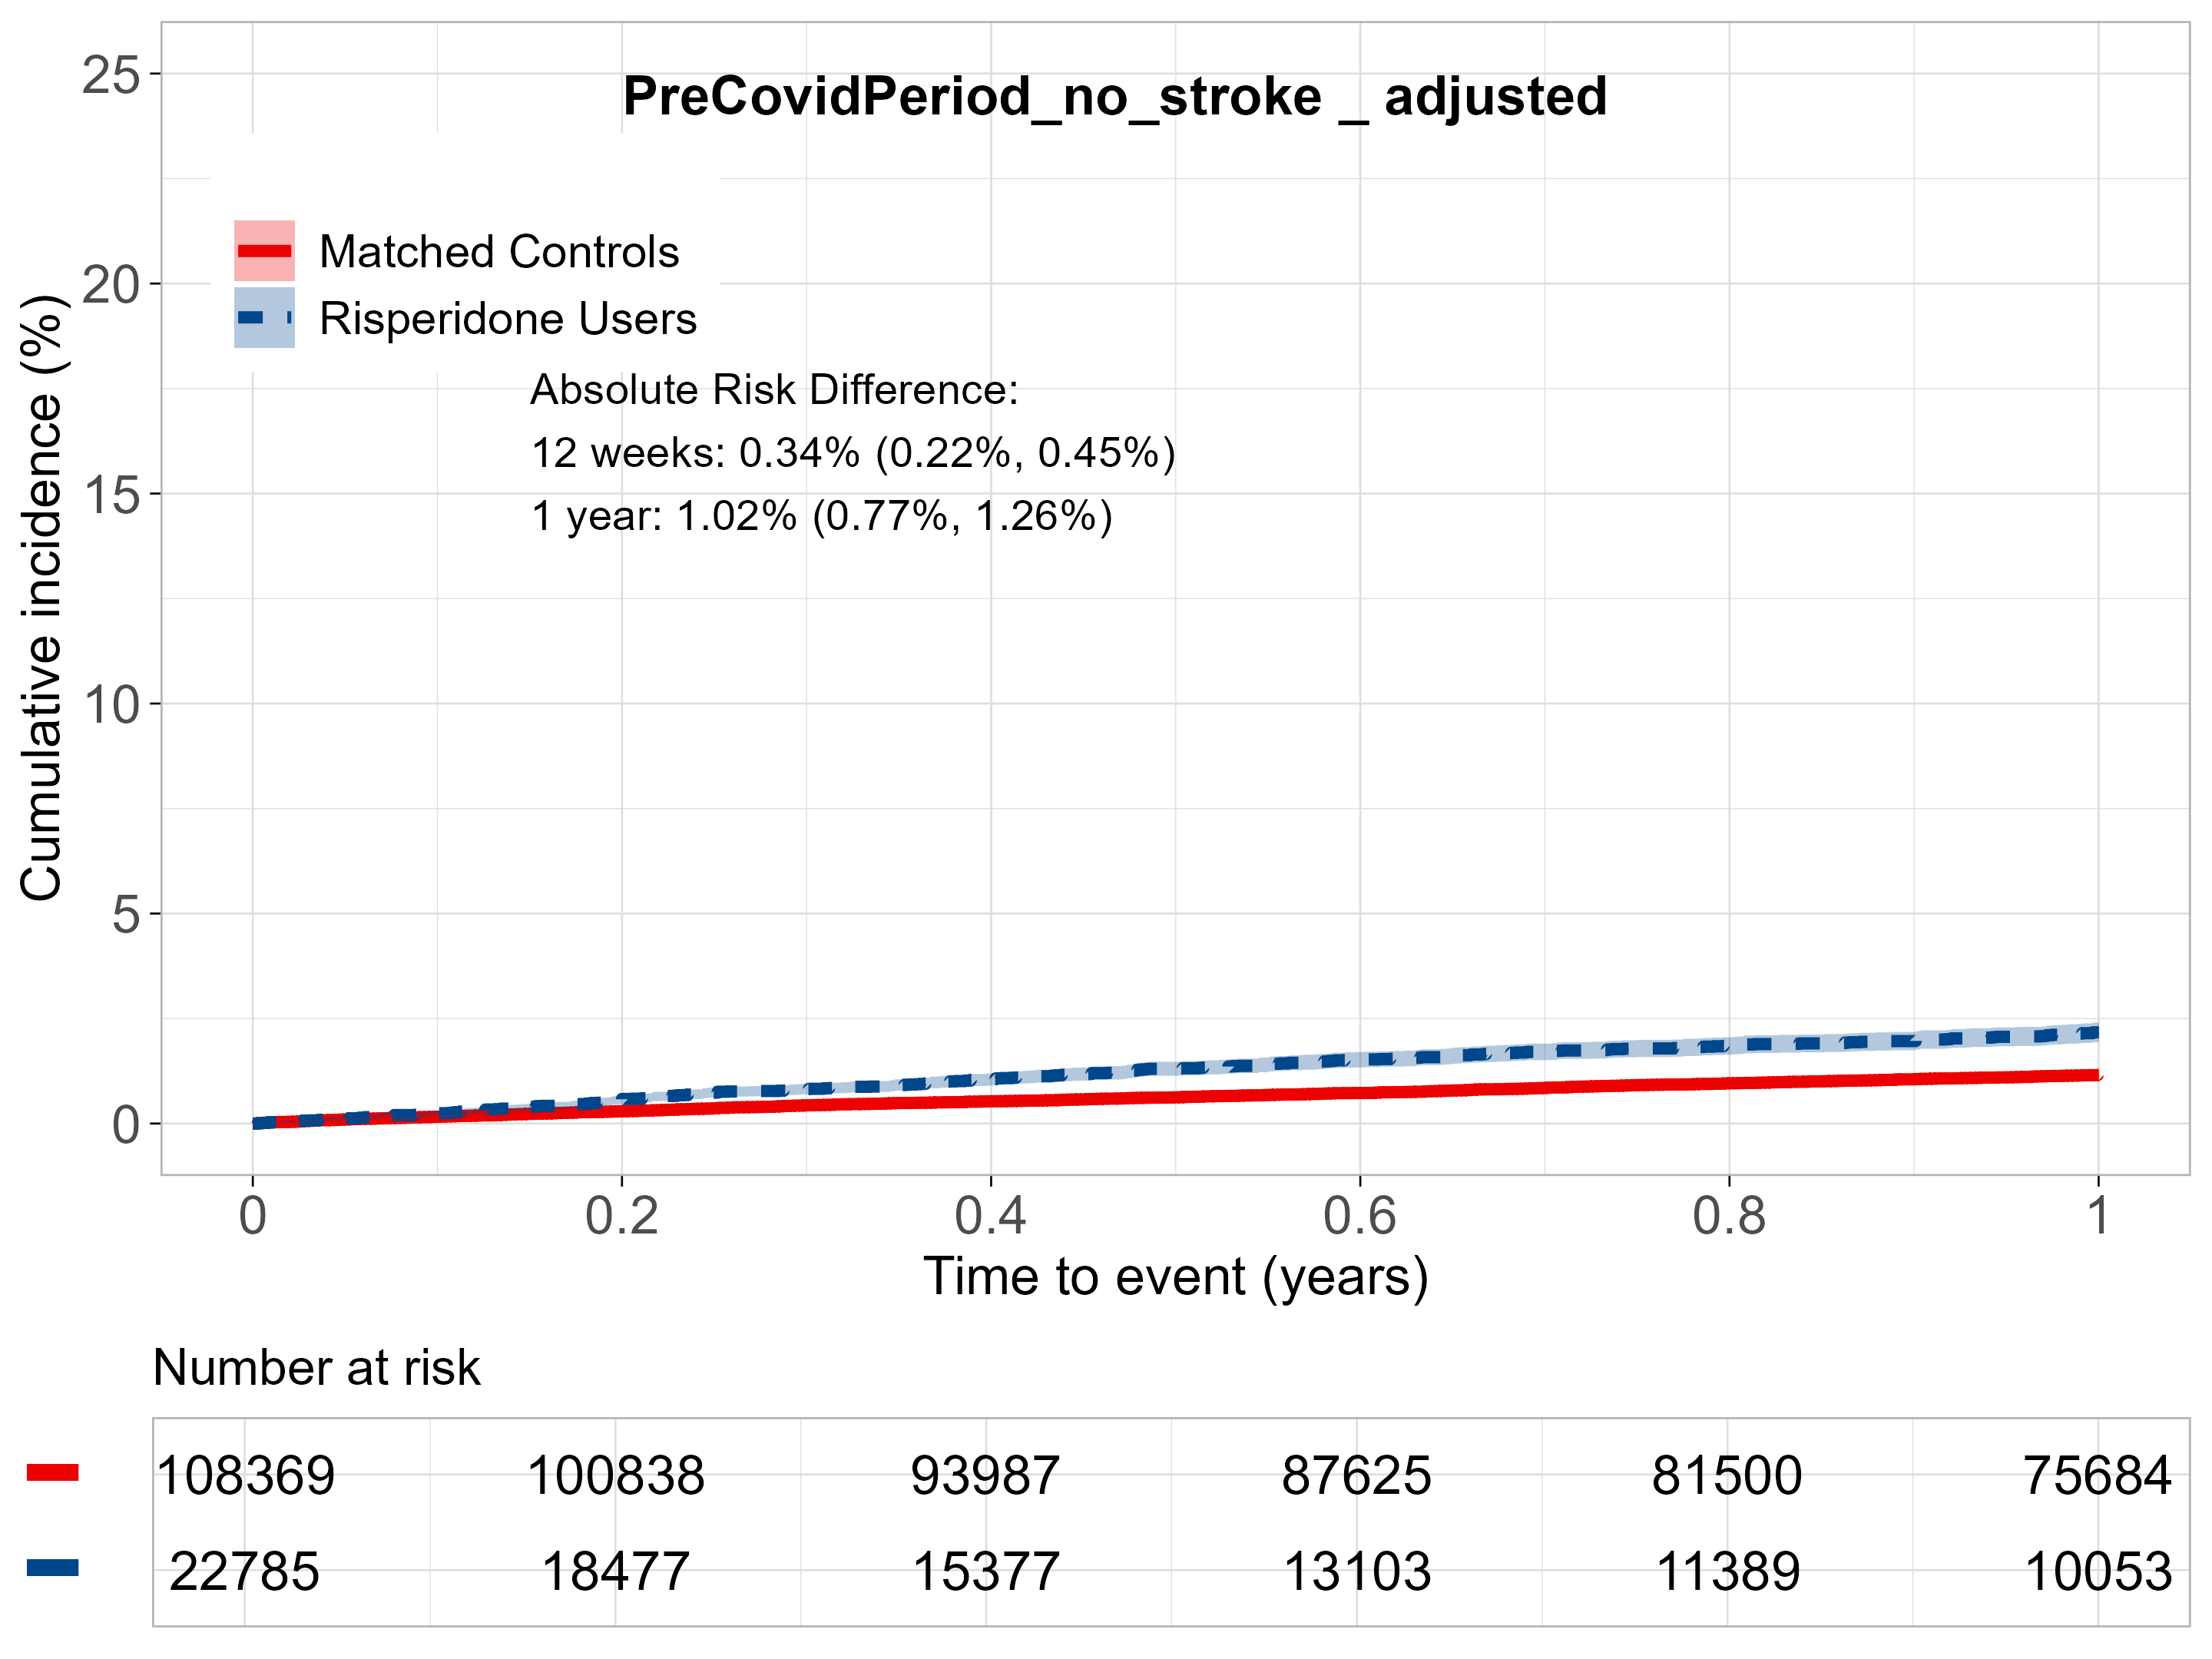 PreCovidPeriod_no_stroke _ adjusted
Matched Controls
Risperidone Users
Absolute Risk Difference:
12 weeks: 0.34% (0.22%, 0.45%)
1 year: 1.02% (0.77%, 1.26%)
Cumulative incidence (%)
25
20
15
10
5
0
0 0.2 0.4 0.6 0.8 1
Time to event (years)
Number at risk
108369 100838 93987 87625 81500 75684
22785 18477 15377 13103 11389 10053